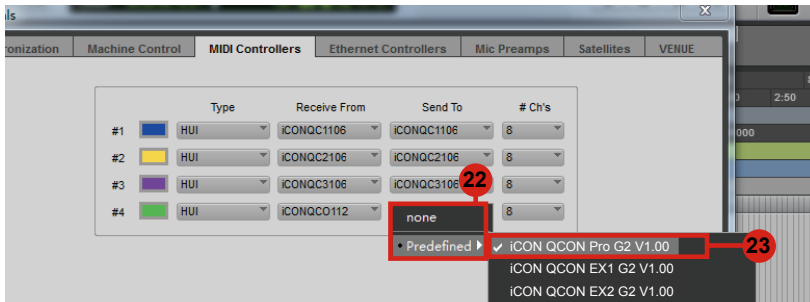 als
ronization Machine Control MIDI Controllers Ethernet Controllers Mic Preamps Satellites VENUE
2:50
000
Type Receive From Send To # Ch's
#1 HUI iCONQC1106 iCONQC1106 8
#2 HUI iCONQC2106 iCONQC2106 8
#3 HUI iCONQC3106 iCONQC3106 8
22
#4 HUI iCONQCO112 8
none
Predefined ✓ iCON QCON Pro G2 V1.00 23
iCON QCON EX1 G2 V1.00
iCON QCON EX2 G2 V1.00